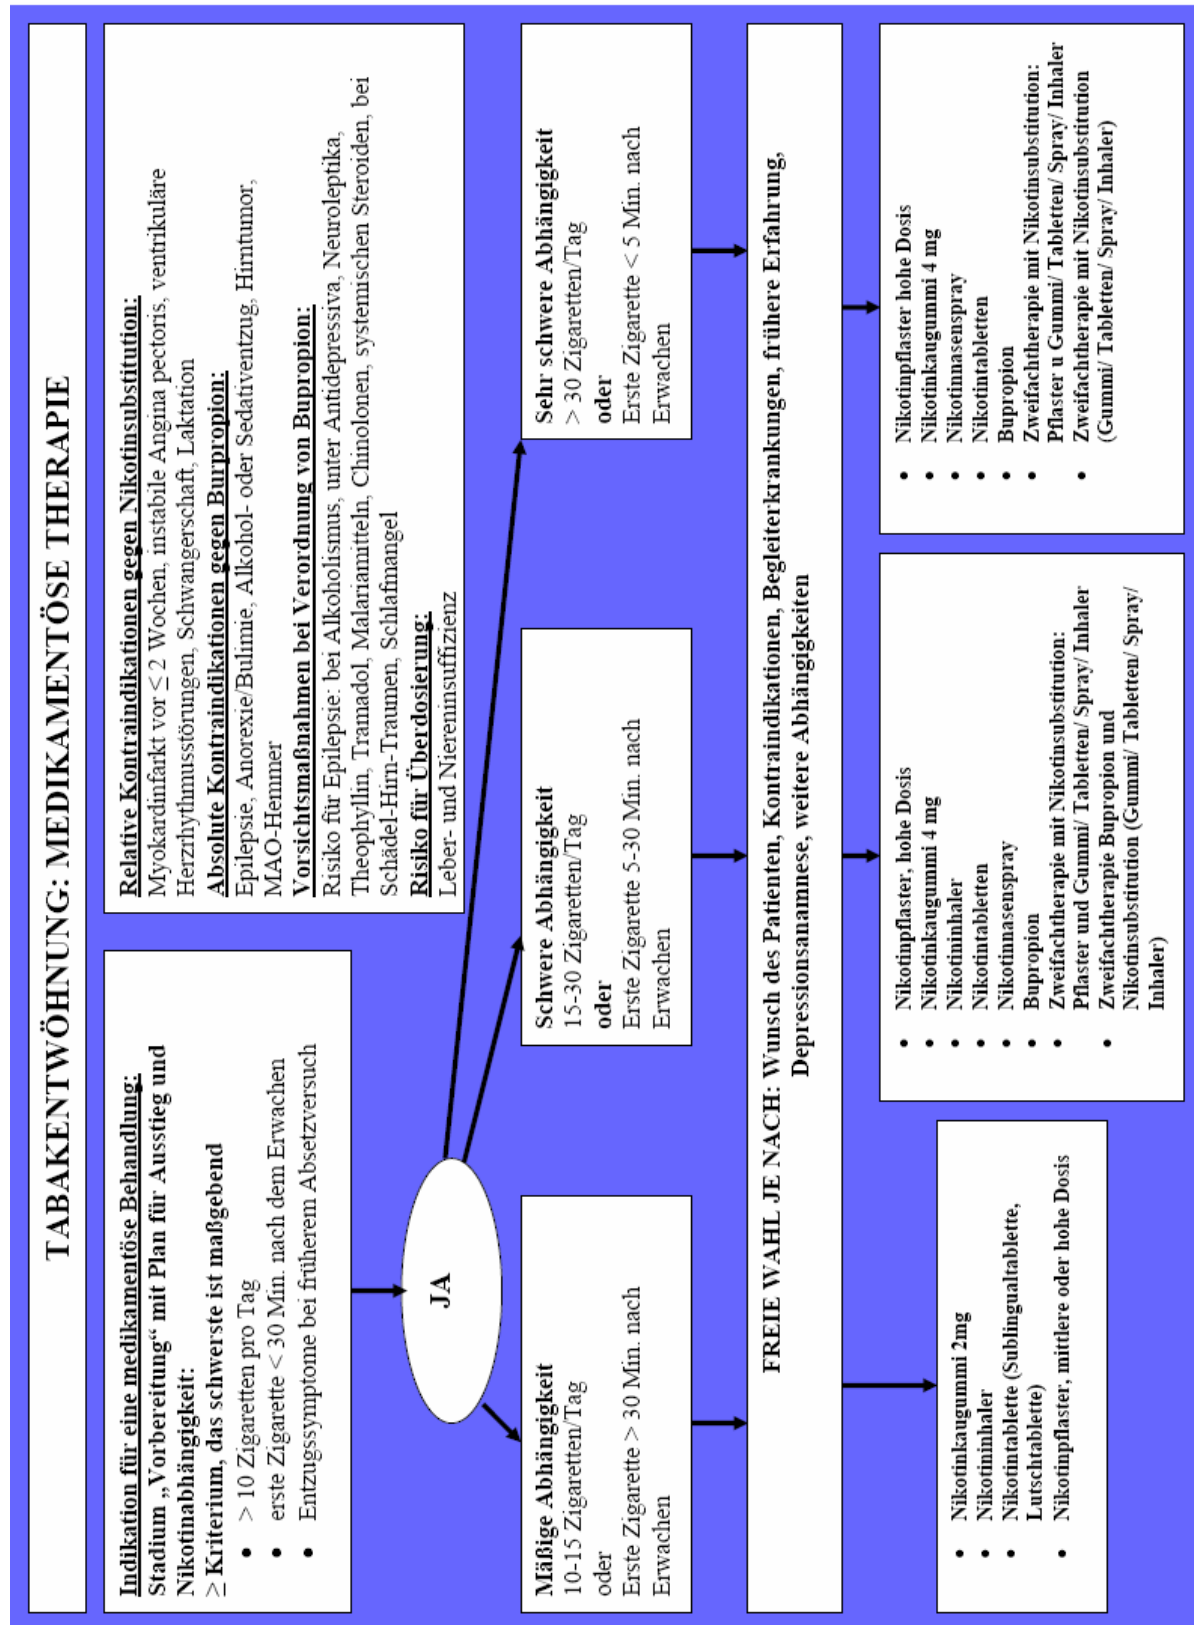 TABAKENTWÖHNUNG: MEDIKAMENTÖSE THERAPIE
Indikation für eine medikamentöse Behandlung:
Stadium „Vorbereitung“ mit Plan für Ausstieg und
Nikotinabhängigkeit:
≥ Kriterium, das schwerste ist maßgebend
• > 10 Zigaretten pro Tag
• erste Zigarette < 30 Min. nach dem Erwachen
• Entzugssymptome bei früherem Absetzversuch
Relative Kontraindikationen gegen Nikotinsubstitution:
Myokardinfarkt vor ≤ 2 Wochen, instabile Angina pectoris, ventrikuläre
Herzrhythmusstörungen, Schwangerschaft, Laktation
Absolute Kontraindikationen gegen Burpropion:
Epilepsie, Anorexie/Bulimie, Alkohol- oder Sedativentzug, Hirntumor,
MAO-Hemmer
Vorsichtsmaßnahmen bei Verordnung von Bupropion:
Risiko für Epilepsie: bei Alkoholismus, unter Antidepressiva, Neuroleptika,
Theophyllin, Tramadol, Malariamitteln, Chinolonen, systemischen Steroiden, bei
Schädel-Hirn-Traumen, Schlafmangel
Risiko für Überdosierung:
Leber- und Niereninsuffizienz
JA
Mäßige Abhängigkeit
10-15 Zigaretten/Tag
oder
Erste Zigarette > 30 Min. nach
Erwachen
Schwere Abhängigkeit
15-30 Zigaretten/Tag
oder
Erste Zigarette 5-30 Min. nach
Erwachen
Sehr schwere Abhängigkeit
> 30 Zigaretten/Tag
oder
Erste Zigarette < 5 Min. nach
Erwachen
FREIE WAHL JE NACH: Wunsch des Patienten, Kontraindikationen, Begleiterkrankungen, frühere Erfahrung,
Depressionsanamnese, weitere Abhängigkeiten
• Nikotinkaugummi 2mg
• Nikotininhaler
• Nikotintablette (Sublingualtablette,
Lutschtablette)
• Nikotinpflaster, mittlere oder hohe Dosis
• Nikotinpflaster, hohe Dosis
• Nikotinkaugummi 4 mg
• Nikotininhaler
• Nikotintabletten
• Nikotinnasenspray
• Bupropion
• Zweifachtherapie mit Nikotinsubstitution:
Pflaster und Gummi/ Tabletten/ Spray/ Inhaler
• Zweifachtherapie Bupropion und
Nikotinsubstitution (Gummi/ Tabletten/ Spray/
Inhaler)
• Nikotinpflaster hohe Dosis
• Nikotinkaugummi 4 mg
• Nikotinnasenspray
• Nikotintabletten
• Bupropion
• Zweifachtherapie mit Nikotinsubstitution:
Pflaster u Gummi/ Tabletten/ Spray/ Inhaler
• Zweifachtherapie mit Nikotinsubstitution
(Gummi/ Tabletten/ Spray/ Inhaler)